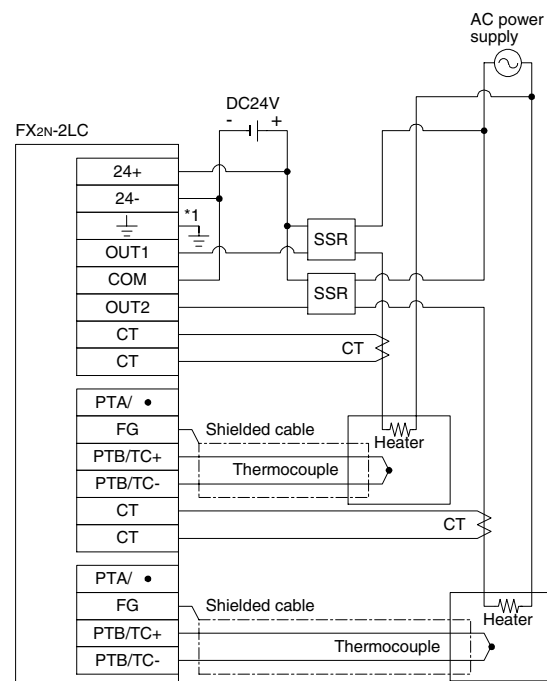 AC power
supply
DC24V
- +
FX2N-2LC
24+
24-
*1
OUT1
SSR
COM
OUT2
SSR
CT
CT
CT
PTA/ •
FG
Shielded cable
Heater
PTB/TC+
Thermocouple
PTB/TC-
CT
CT
CT
PTA/ •
FG
Shielded cable
Heater
PTB/TC+
Thermocouple
PTB/TC-